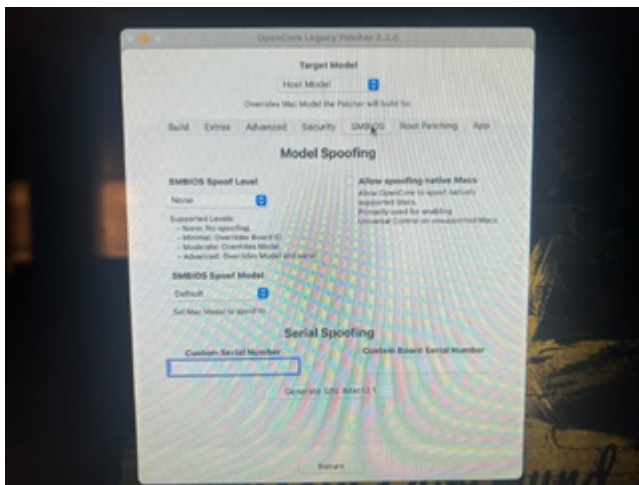 OpenCore Legacy Patcher 2.2.0
Target Model
Host Model
Overrides Mac Model the Patcher will build for.
Build Extras Advanced Security SMBIOS Root Patching App
Model Spoofing
SMBIOS Spoof Level
None
Supported Levels:
- None: No spoofing.
- Minimal: Overrides Board ID.
- Moderate: Overrides Model.
- Advanced: Overrides Model and serial.
Allow spoofing native Macs
Allow OpenCore to spoof natively
supported Macs.
Primarily used for enabling
Universal Control on unsupported Macs
SMBIOS Spoof Model
Default
Set Mac Model to spoof to.
Serial Spoofing
Custom Serial Number
Custom Board Serial Number
Generate S/N: iMac12,1
Return